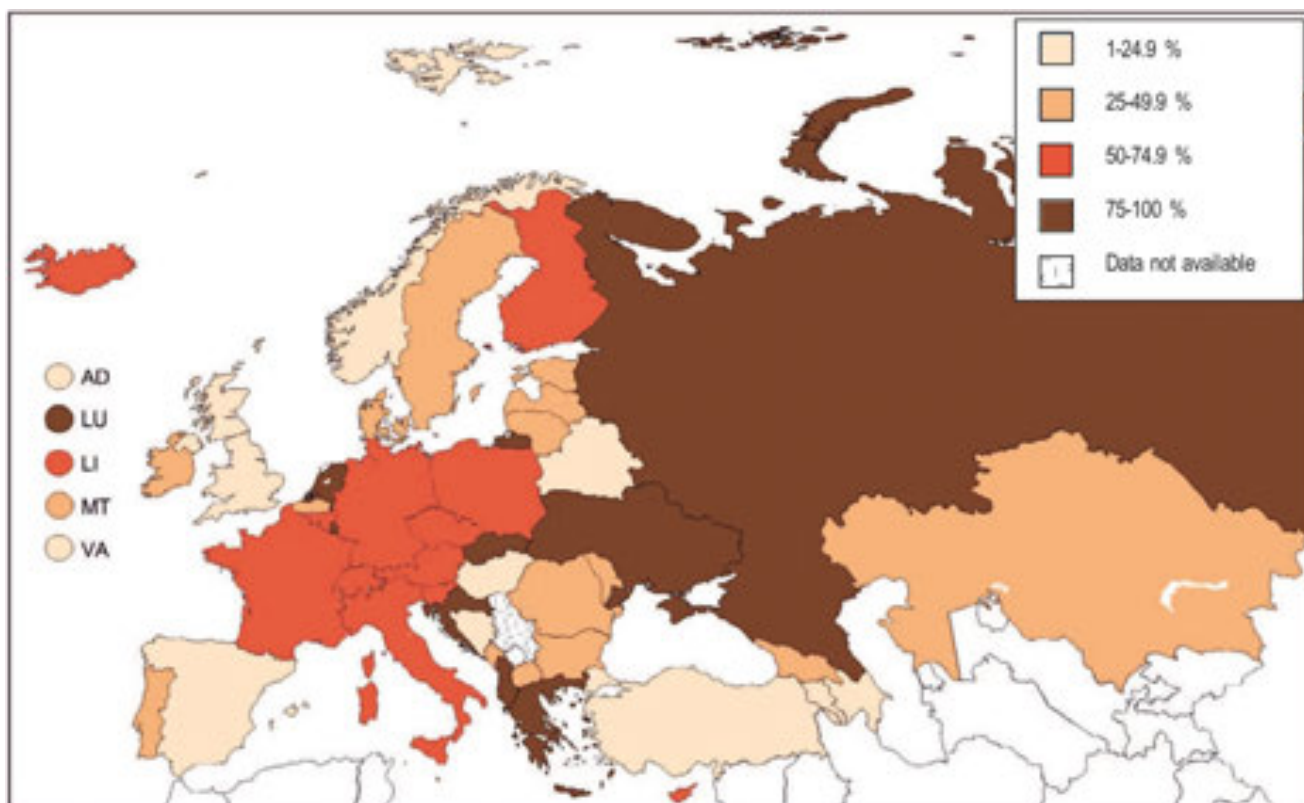 1-24.9 %
25-49.9 %
50-74.9 %
75-100 %
Data not available
AD
LU
LI
MT
VA